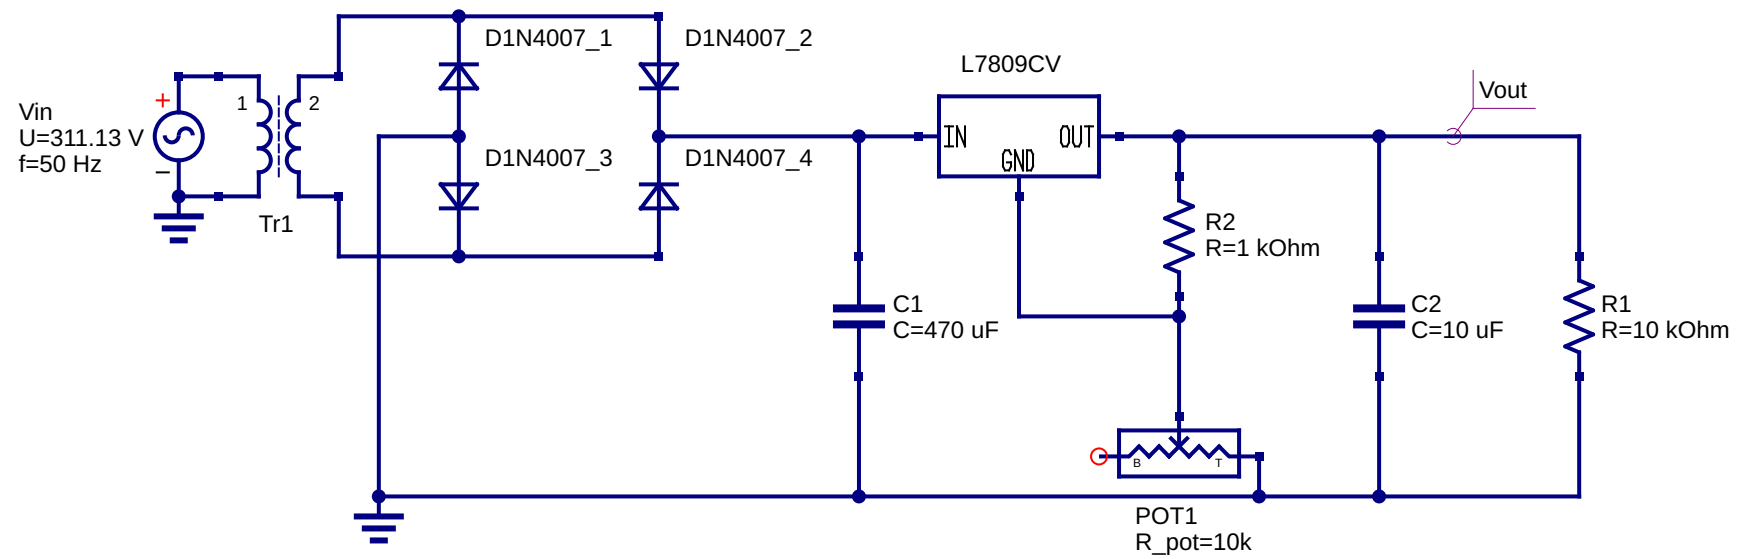 D1N4007_1
D1N4007_2
L7809CV
Vin
U=311.13 V
f=50 Hz
+
−
1
2
Tr1
D1N4007_3
D1N4007_4
IN
OUT
GND
Vout
R2
R=1 kOhm
C1
C=470 uF
C2
C=10 uF
R1
R=10 kOhm
B
T
POT1
R_pot=10k